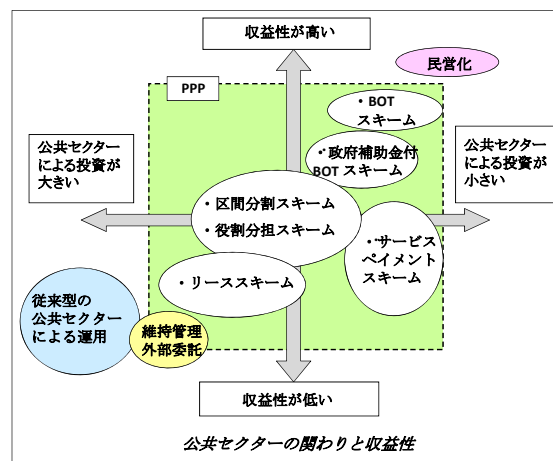 収益性が高い
民営化
PPP
・BOT
スキーム
公共セクター
による投資が
大きい
・政府補助金付
BOT スキーム
公共セクター
による投資が
小さい
・区間分割スキーム
・役割分担スキーム
・サービス
ペイメント
スキーム
・リーススキーム
従来型の
公共セクター
による運用
維持管理
外部委託
収益性が低い
公共セクターの関わりと収益性